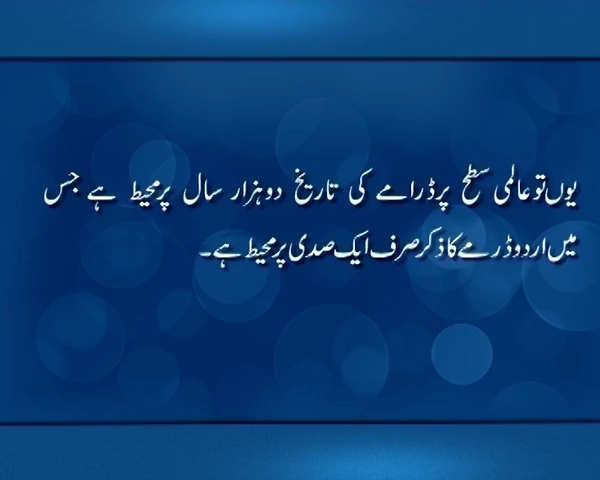 یوں تو عالمی سطح پر ڈرامے کی تاریخ دو ہزار سال پر محیط ہے جس
میں اردو ڈرمے کا ذکر صرف ایک صدی پر محیط ہے۔